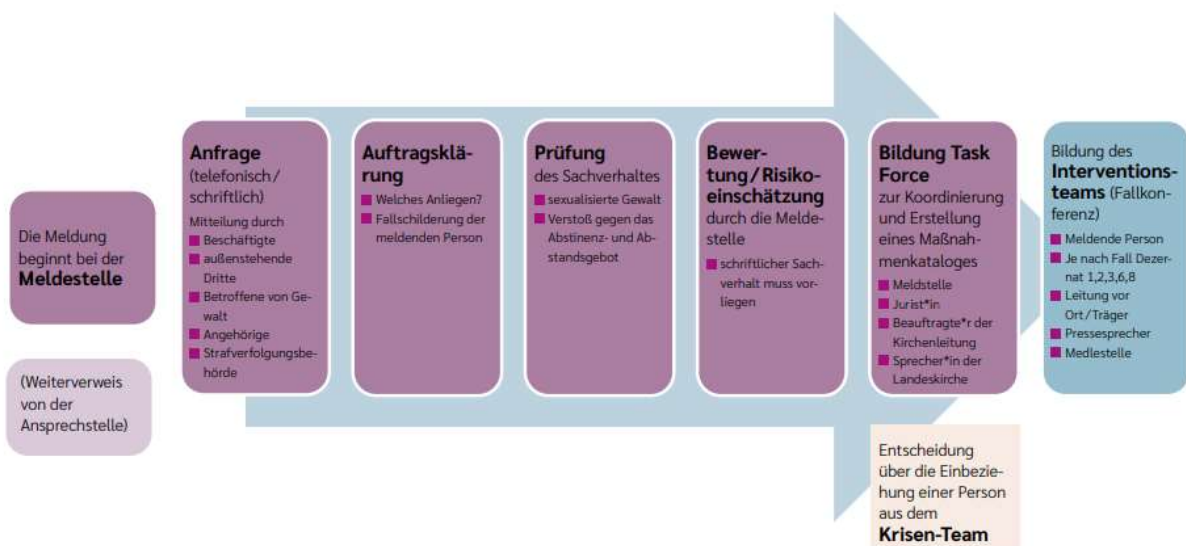 Die Meldung
beginnt bei der
Meldestelle
(Weiterverweis
von der
Ansprechstelle)
Anfrage
(telefonisch/
schriftlich)
Mitteilung durch
Beschäftigte
außenstehende
Dritte
Betroffene von Ge-
walt
Angehörige
Strafverfolgungsbe-
hörde
Auftragsklä-
rung
Welches Anliegen?
Fallschilderung der
meldenden Person
Prüfung
des Sachverhaltes
sexualisierte Gewalt
Verstoß gegen das
Abstinenz- und Ab-
standsgebot
Bewer-
tung/Risiko-
einschätzung
durch die Melde-
stelle
schriftlicher Sach-
verhalt muss vor-
liegen
Bildung Task
Force
zur Koordinierung
und Erstellung
eines Maßnah-
menkataloges
Meldstelle
Jurist*in
Beauftragte*r der
Kirchenleitung
Sprecher*in der
Landeskirche
Entscheidung
über die Einbezie-
hung einer Person
aus dem
Krisen-Team
Bildung des
Interventions-
teams (Fallkon-
ferenz)
Meldende Person
Je nach Fall Dezer-
nat 1,2,3,6,8
Leitung vor
Ort/Träger
Pressesprecher
Medlestelle